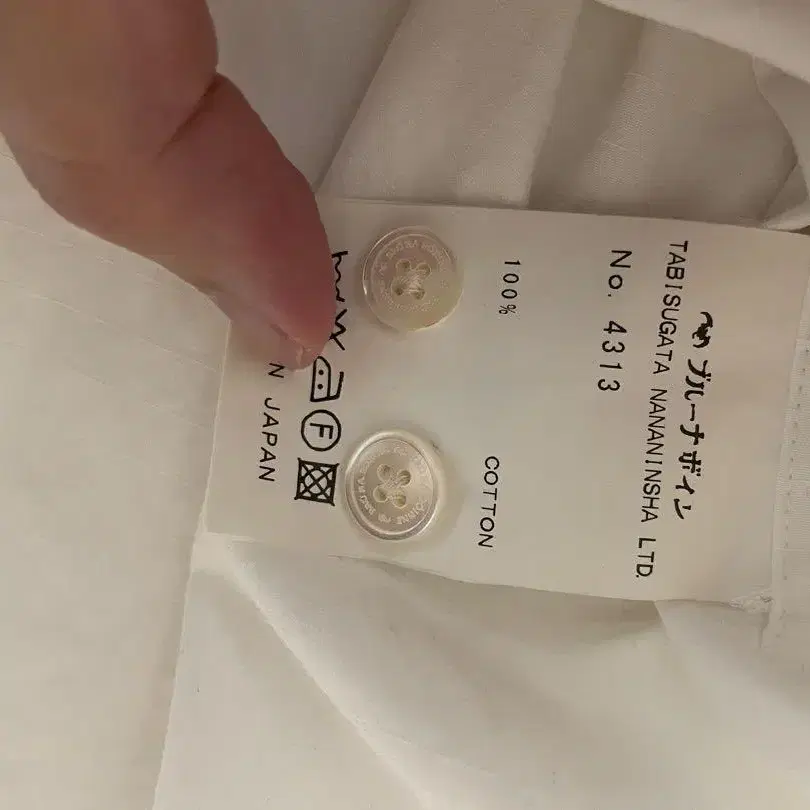 ブルーナボイン
TABISUGATA NANANINSHA LTD.
No. 4313
100% COTTON
F
N JAPAN